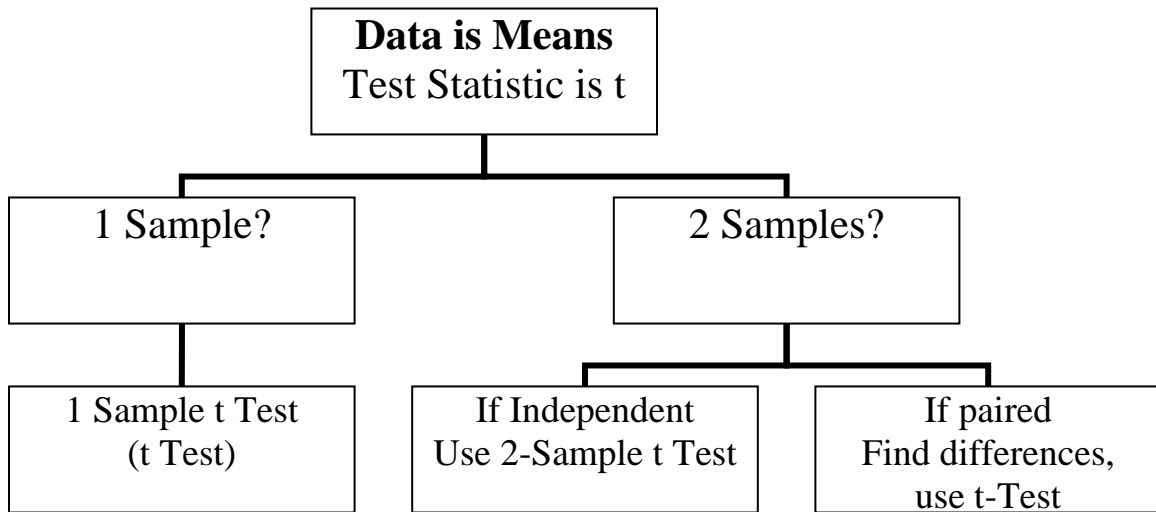 Data is Means
Test Statistic is t
1 Sample?
2 Samples?
1 Sample t Test
(t Test)
If Independent
Use 2-Sample t Test
If paired
Find differences,
use t-Test